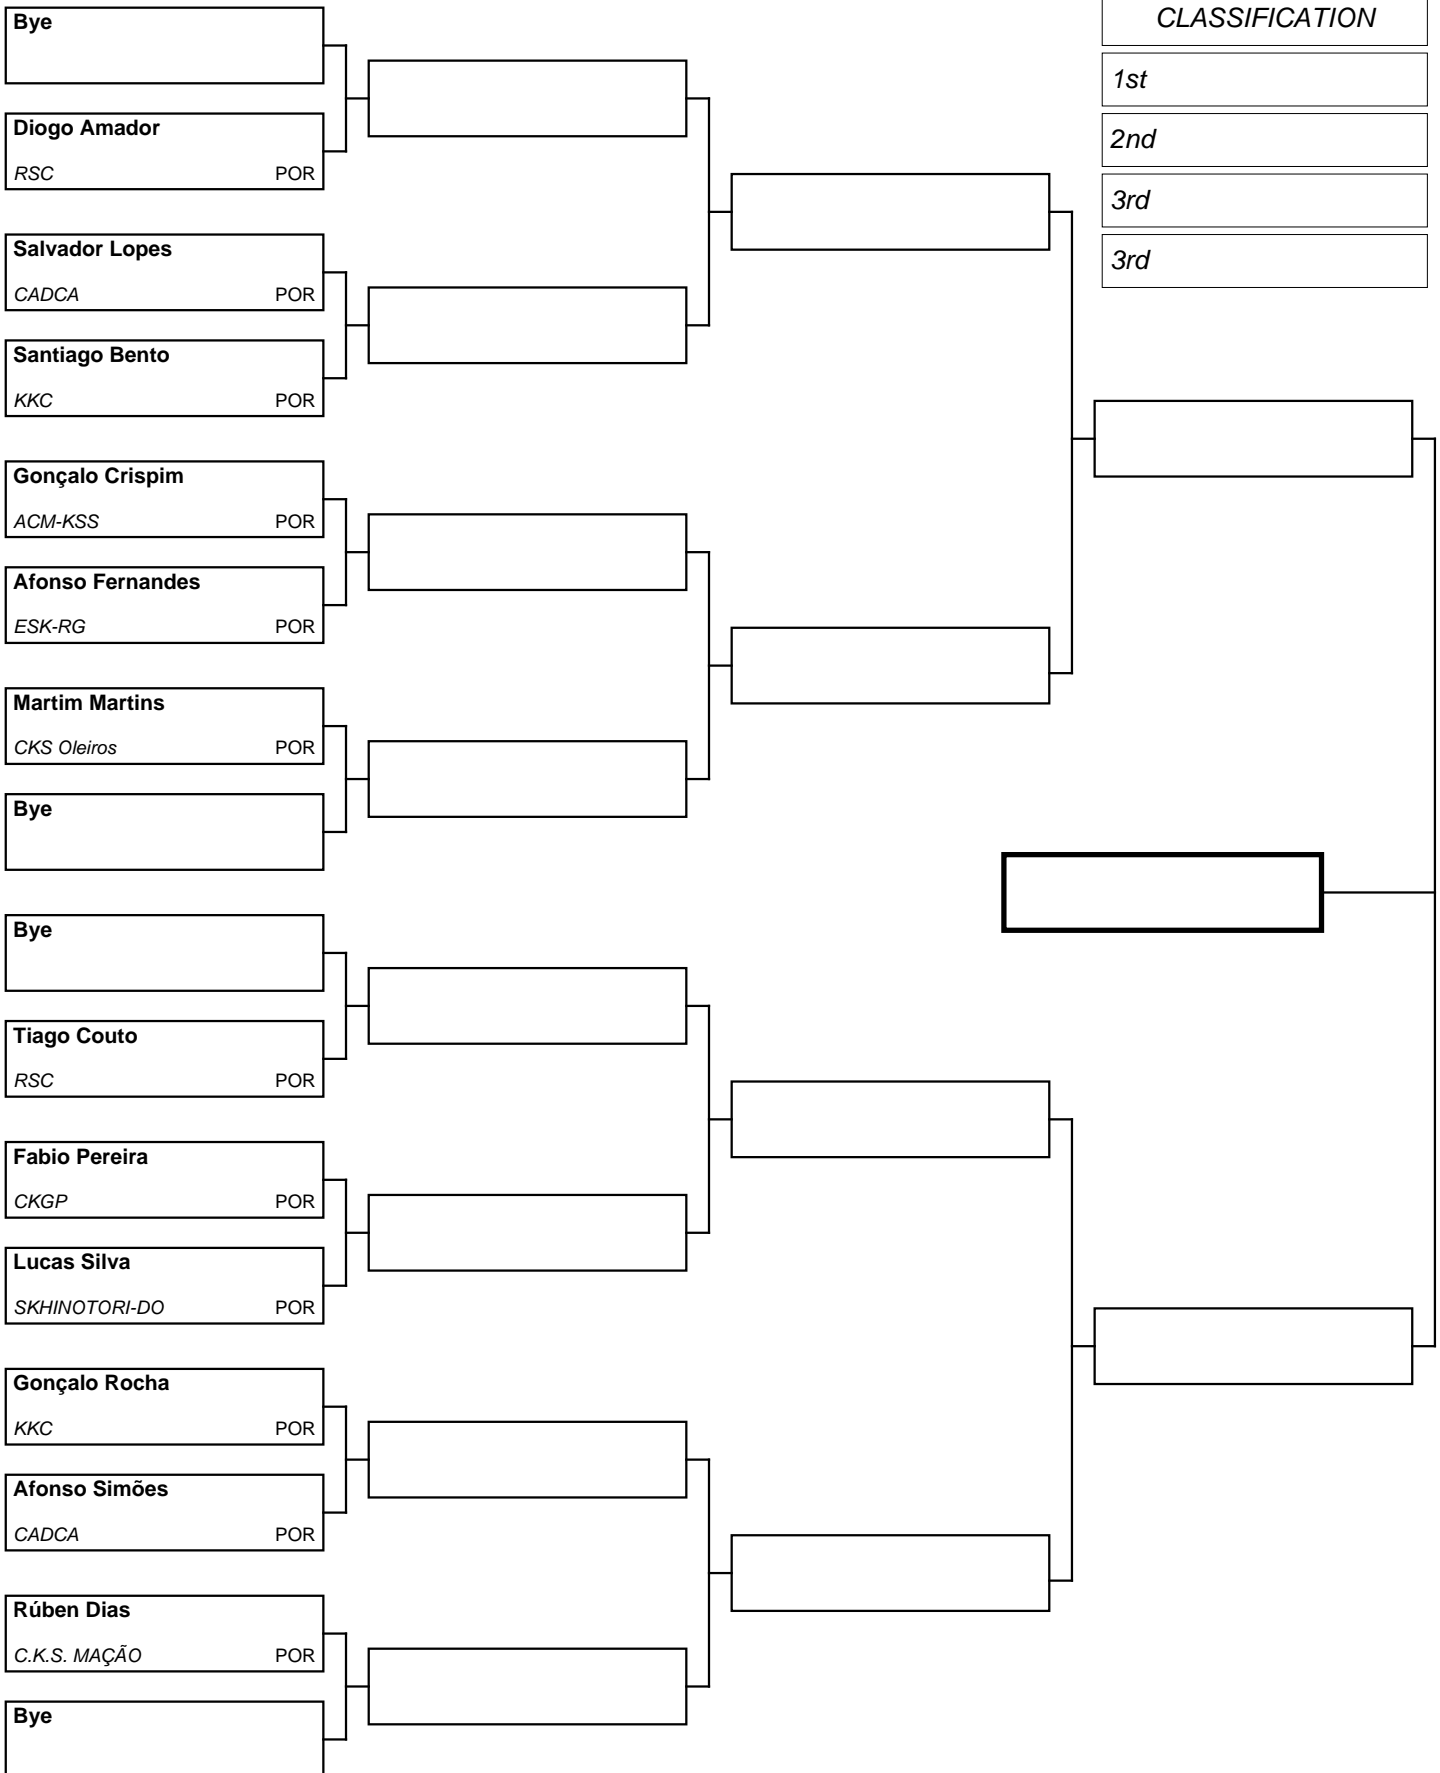 Bye
Diogo Amador
RSC POR
Salvador Lopes
CADCA POR
Santiago Bento
KKC POR
Gonçalo Crispim
ACM-KSS POR
Afonso Fernandes
ESK-RG POR
Martim Martins
CKS Oleiros POR
Bye
Bye
Tiago Couto
RSC POR
Fabio Pereira
CKGP POR
Lucas Silva
SKHINOTORI-DO POR
Gonçalo Rocha
KKC POR
Afonso Simões
CADCA POR
Rúben Dias
C.K.S. MAÇÃO POR
Bye
CLASSIFICATION
1st
2nd
3rd
3rd